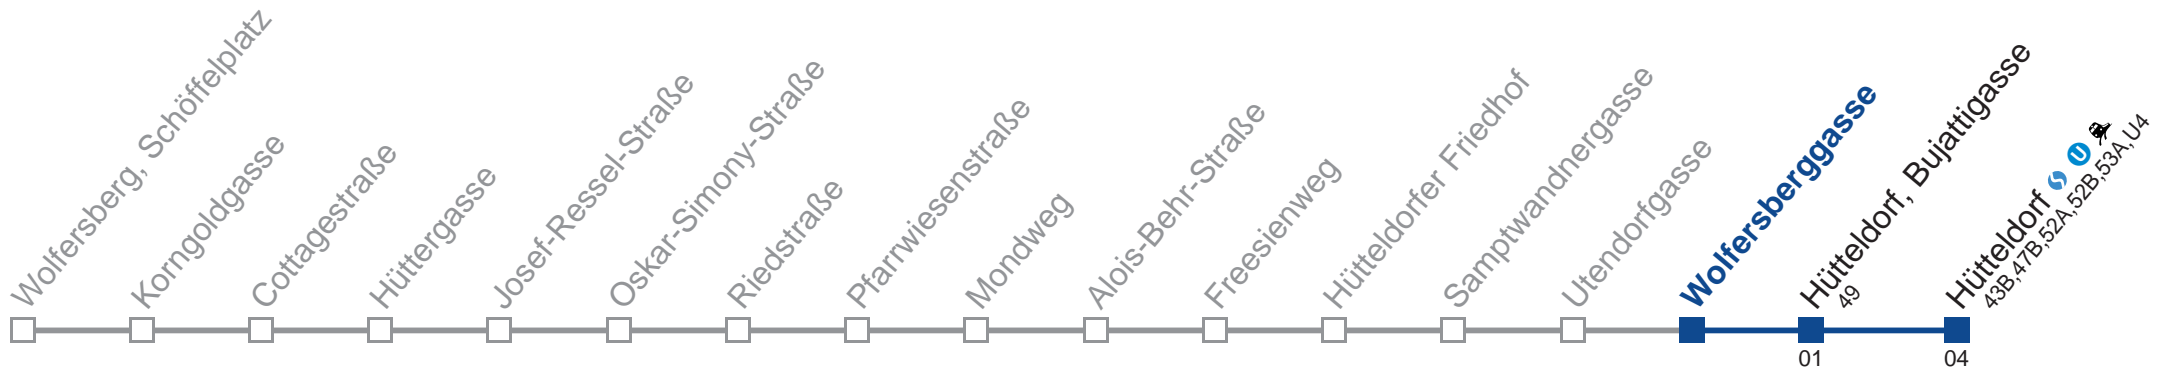 Wolfersberg, Schöffelplatz
Korngoldgasse
Cottagestraße
Hüttergasse
Josef-Ressel-Straße
Oskar-Simony-Straße
Riedstraße
Pfarrwiesenstraße
Mondweg
Alois-Behr-Straße
Freesienweg
Hütteldorfer Friedhof
Samptwandnergasse
Utendorfgasse
Wolfersberggasse
Hütteldorf, Bujattigasse
49
01
Hütteldorf S U
43B,47B,52A,52B,53A,U4
04